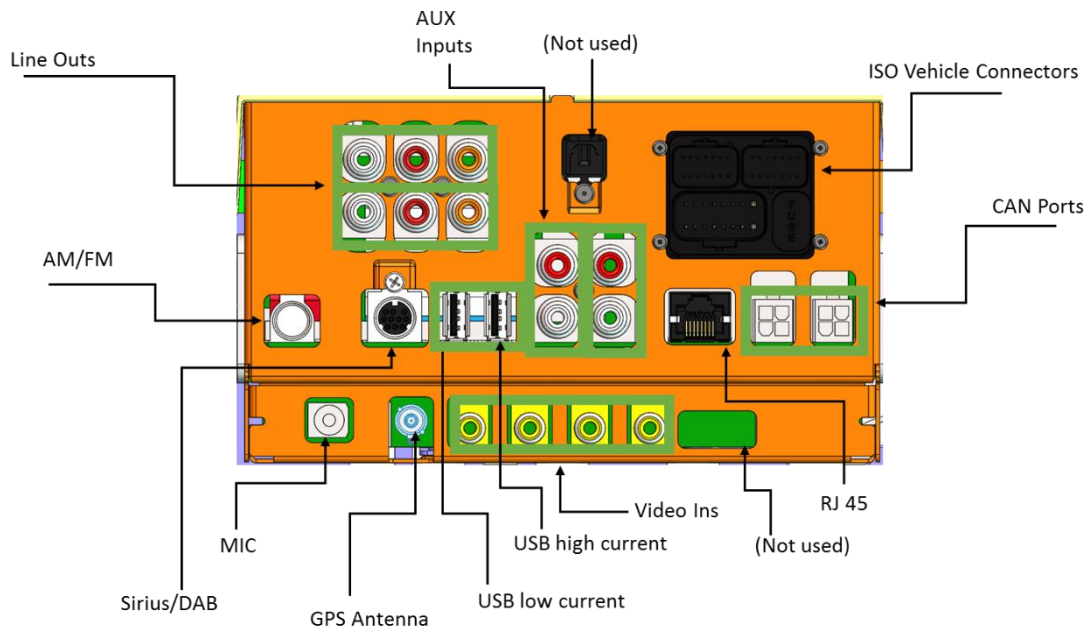 AUX
Inputs
(Not used)
Line Outs
ISO Vehicle Connectors
CAN Ports
AM/FM
Video Ins
RJ 45
MIC
USB high current
(Not used)
Sirius/DAB
USB low current
GPS Antenna